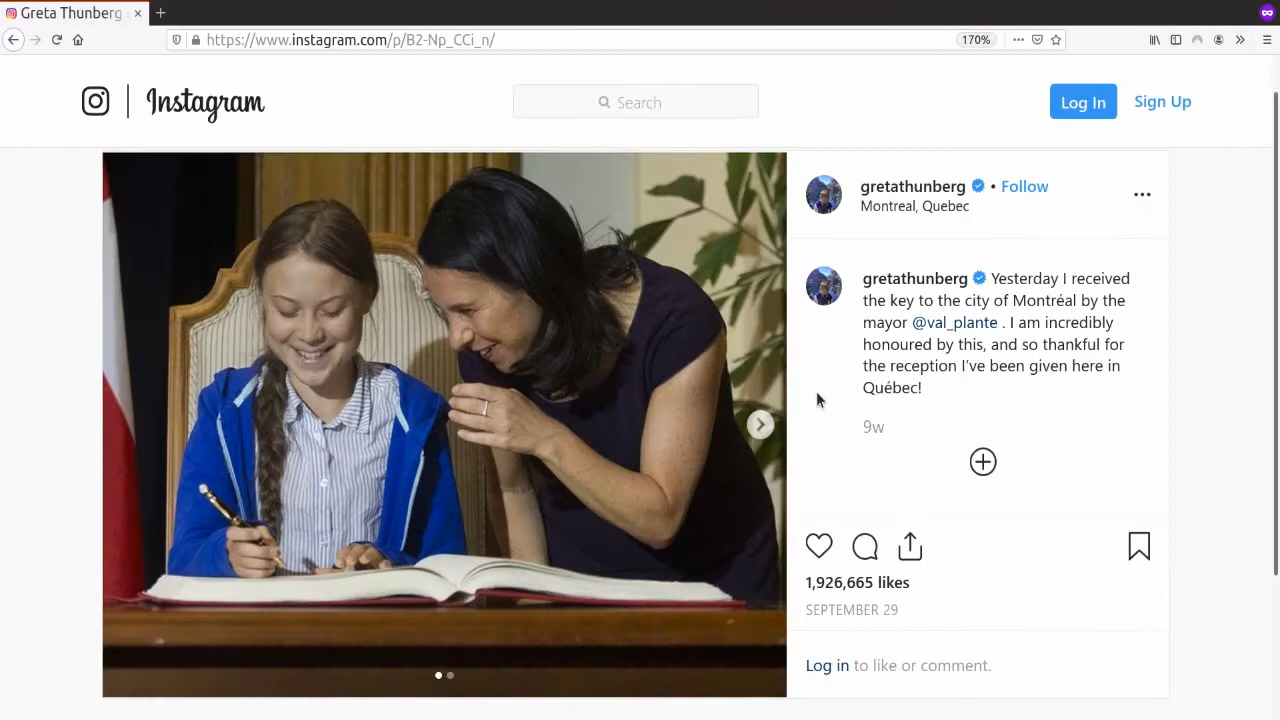 Greta Thunberg
https://www.instagram.com/p/B2-Np_CCi_n/
170%
Instagram
Search
Log In
Sign Up
gretathunberg • Follow
Montreal, Quebec
gretathunberg Yesterday I received
the key to the city of Montréal by the
mayor @val_plante . I am incredibly
honoured by this, and so thankful for
the reception I've been given here in
Québec!
9w
1,926,665 likes
SEPTEMBER 29
Log in to like or comment.